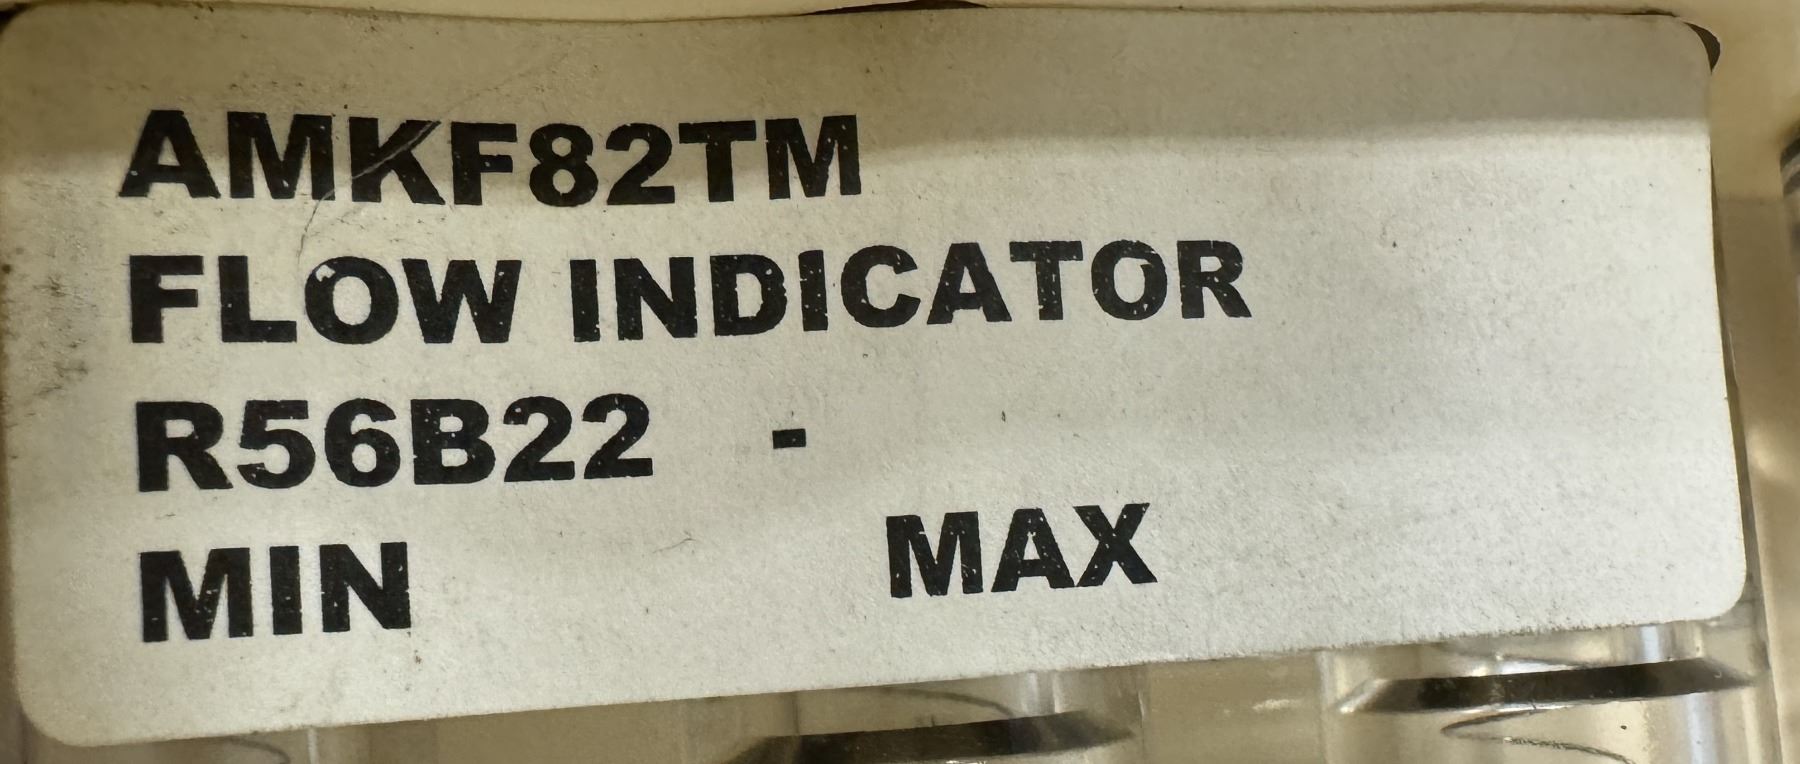 AMKF82TM
FLOW INDICATOR
R56B22 -
MIN MAX